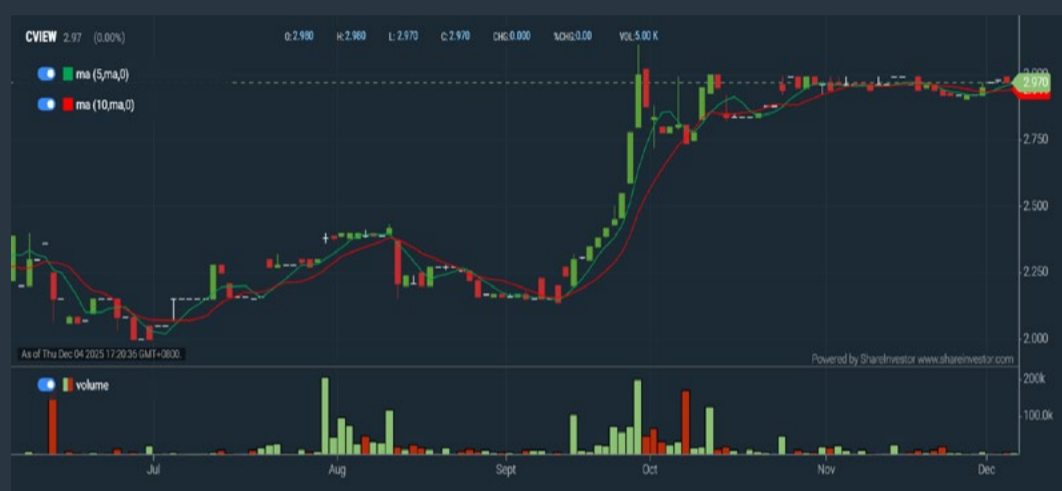 CVIEW 2.97 (0.00%) O:2.980 H:2.980 L:2.970 C:2.970 CHG:0.000 %CHG:0.00 VOL:5.00 K
ma (5,ma,0)
ma (10,ma,0)
2.970
2.750
2.500
2.250
2.000
As of Thu Dec 04 2025 17:20:36 GMT+0800.
Powered by ShareInvestor www.shareinvestor.com
volume
200k
100.0k
Jul Aug Sept Oct Nov Dec